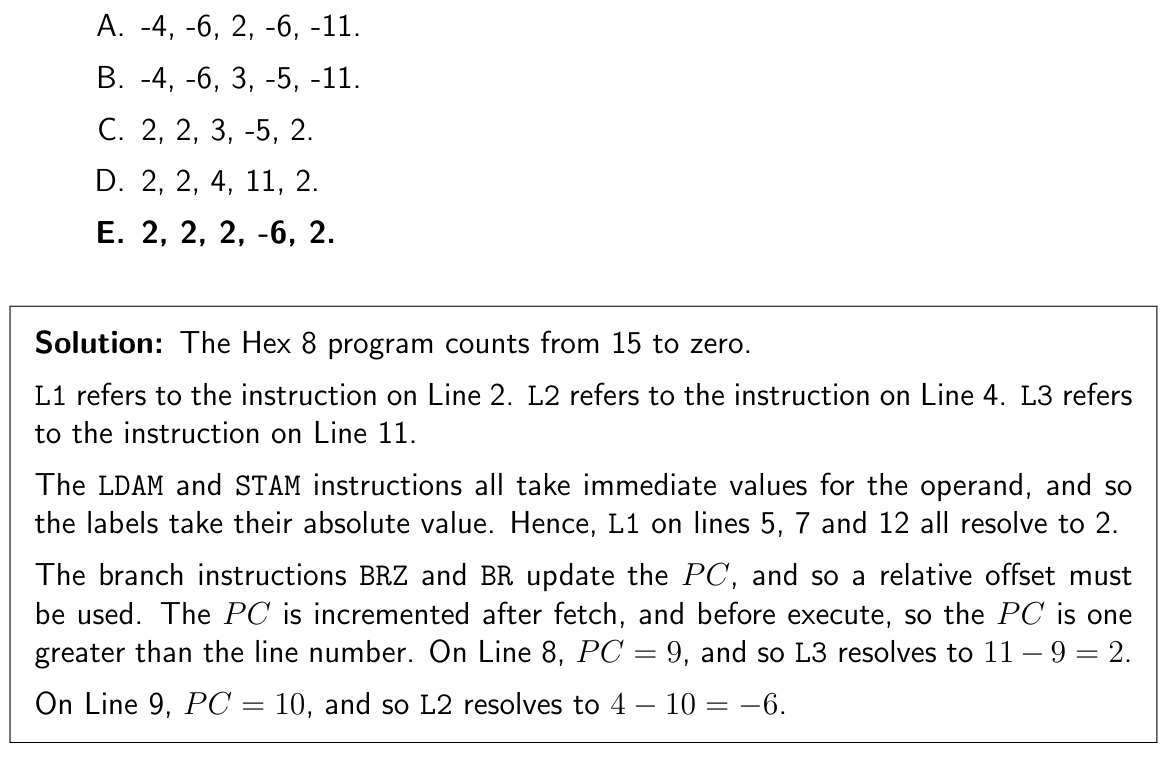 A. -4, -6, 2, -6, -11.
B. -4, -6, 3, -5, -11.
C. 2, 2, 3, -5, 2.
D. 2, 2, 4, 11, 2.
E. 2, 2, 2, -6, 2.
Solution: The Hex 8 program counts from 15 to zero.
L1 refers to the instruction on Line 2. L2 refers to the instruction on Line 4. L3 refers
to the instruction on Line 11.
The LDAM and STAM instructions all take immediate values for the operand, and so
the labels take their absolute value. Hence, L1 on lines 5, 7 and 12 all resolve to 2.
The branch instructions BRZ and BR update the PC, and so a relative offset must
be used. The PC is incremented after fetch, and before execute, so the PC is one
greater than the line number. On Line 8, PC = 9, and so L3 resolves to 11 − 9 = 2.
On Line 9, PC = 10, and so L2 resolves to 4 − 10 = −6.